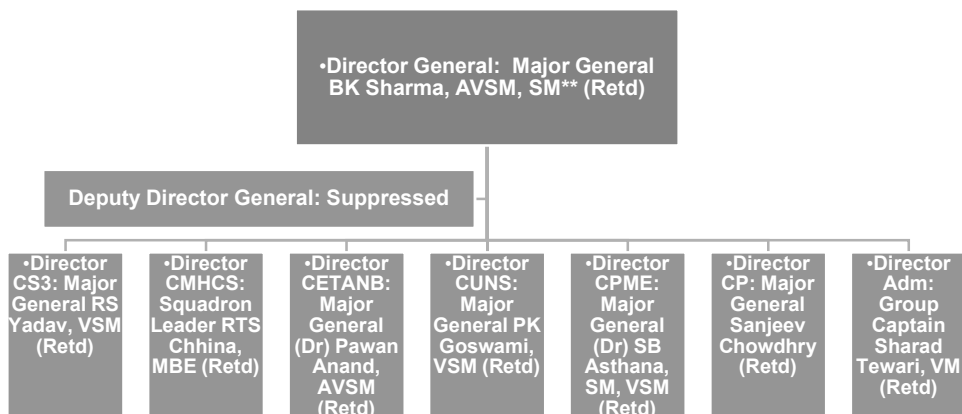 •Director General:  Major General
BK Sharma, AVSM, SM** (Retd)
Deputy Director General: Suppressed
•Director
CS3: Major
General RS
Yadav, VSM
(Retd)
•Director
CMHCS:
Squadron
Leader RTS
Chhina,
MBE (Retd)
•Director
CETANB:
Major
General
(Dr) Pawan
Anand,
AVSM
(Retd)
•Director
CUNS:
Major
General PK
Goswami,
VSM (Retd)
•Director
CPME:
Major
General
(Dr) SB
Asthana,
SM, VSM
(Retd)
•Director
CP: Major
General
Sanjeev
Chowdhry
(Retd)
•Director
Adm:
Group
Captain
Sharad
Tewari, VM
(Retd)